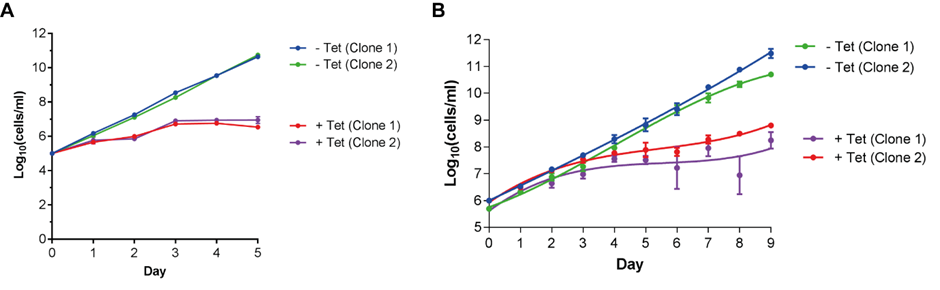 A
Log10(cells/ml)
12
10
8
6
4
2
0
0 1 2 3 4 5
Day
- Tet (Clone 1)
- Tet (Clone 2)
+ Tet (Clone 1)
+ Tet (Clone 2)
B
Log10(cells/ml)
12
11
10
9
8
7
6
5
0 1 2 3 4 5 6 7 8 9
Day
- Tet (Clone 1)
- Tet (Clone 2)
+ Tet (Clone 1)
+ Tet (Clone 2)